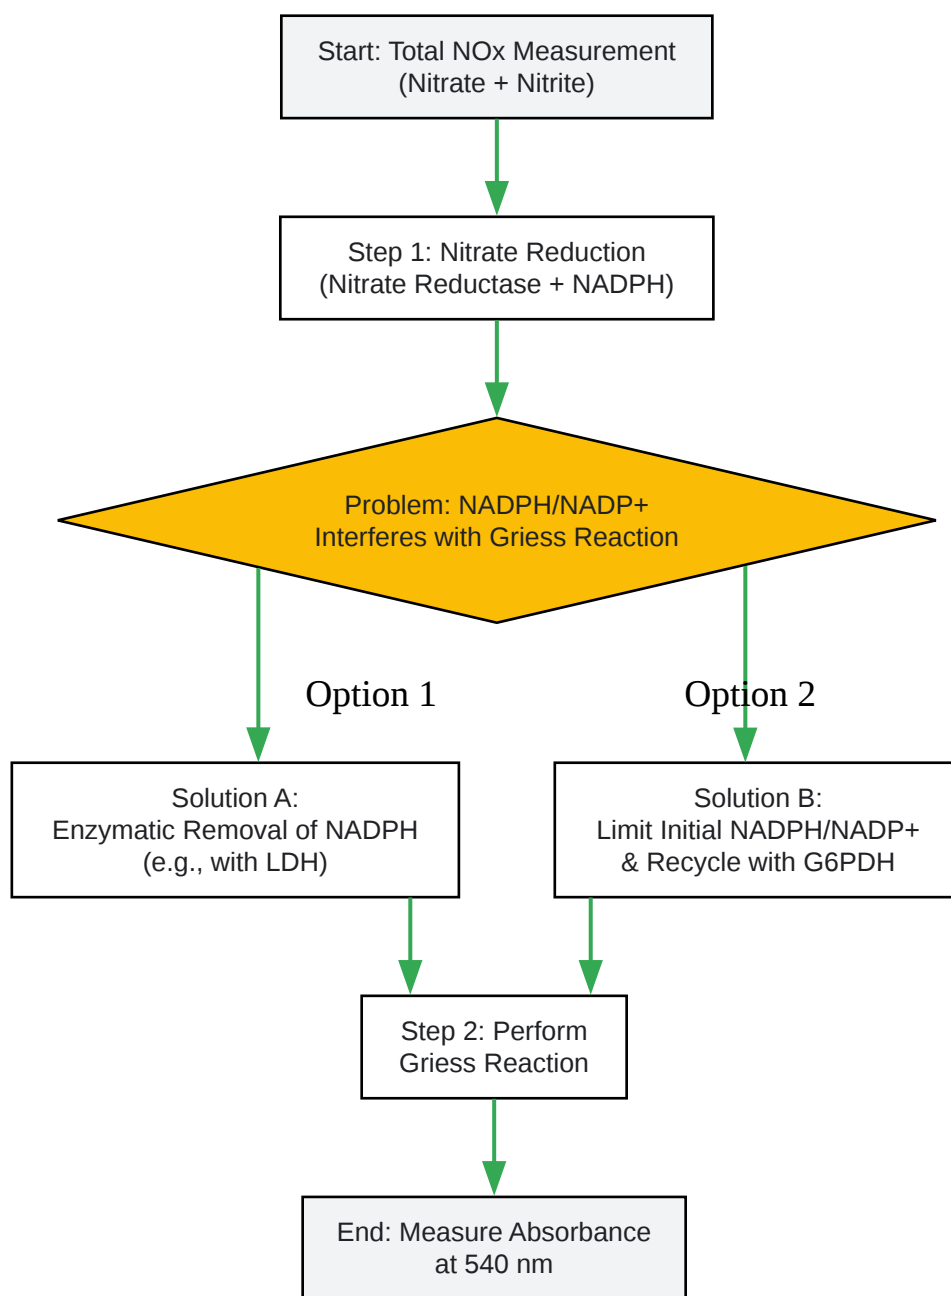 Start: Total NOx Measurement
(Nitrate + Nitrite)
Step 1: Nitrate Reduction
(Nitrate Reductase + NADPH)
Problem: NADPH/NADP+
Interferes with Griess Reaction
Option 1
Option 2
Solution A:
Enzymatic Removal of NADPH
(e.g., with LDH)
Solution B:
Limit Initial NADPH/NADP+
& Recycle with G6PDH
Step 2: Perform
Griess Reaction
End: Measure Absorbance
at 540 nm